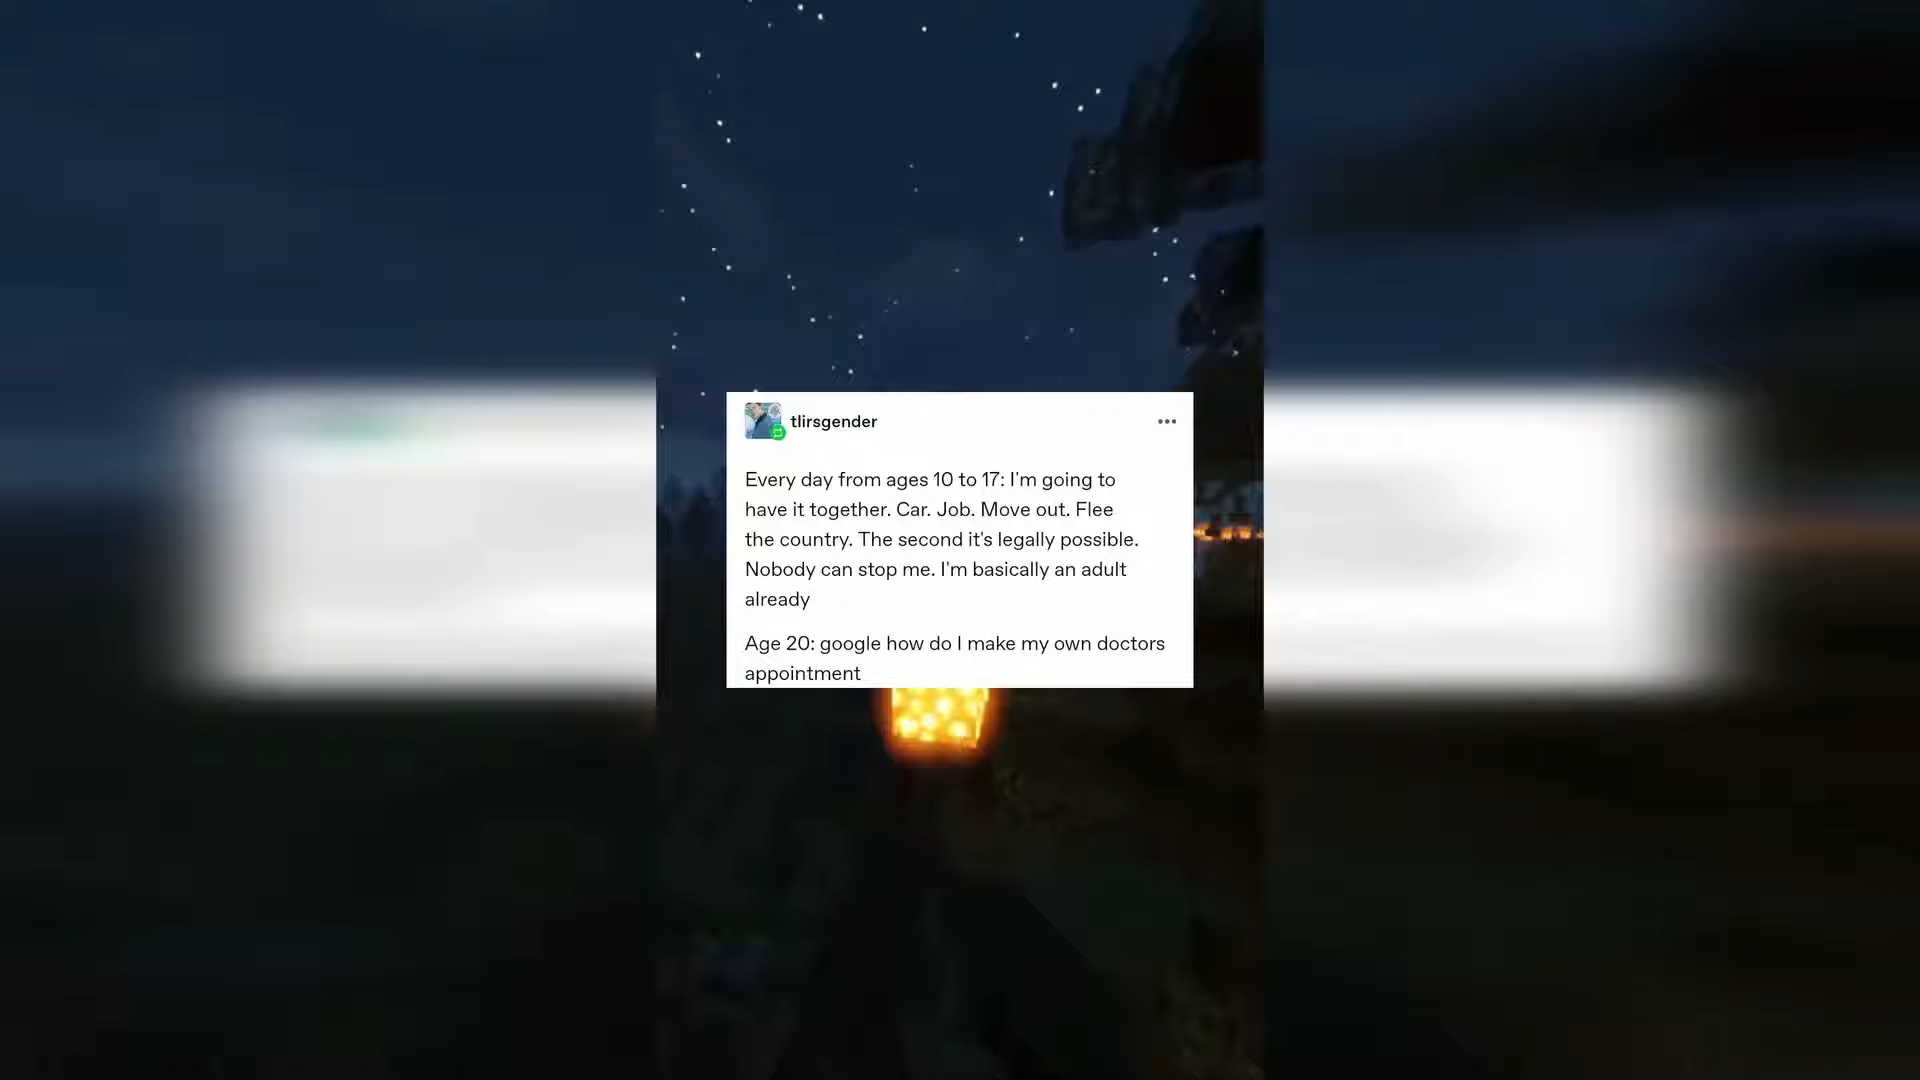 tlirsgender
Every day from ages 10 to 17: I'm going to
have it together. Car. Job. Move out. Flee
the country. The second it's legally possible.
Nobody can stop me. I'm basically an adult
already
Age 20: google how do I make my own doctors
appointment